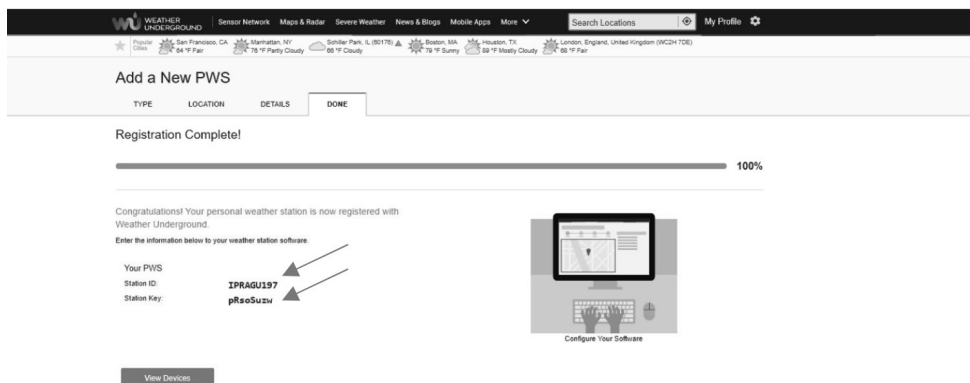 WEATHER
UNDERGROUND
Sensor Network Maps & Radar Severe Weather News & Blogs Mobile Apps More Search Locations My Profile
Popular Cities San Francisco, CA 64 °F Fair Manhattan, NY 76 °F Partly Cloudy Schiller Park, IL (60176) 66 °F Cloudy Boston, MA 79 °F Sunny Houston, TX 89 °F Mostly Cloudy London, England, United Kingdom (WC2H 7DE) 68 °F Fair
Add a New PWS
TYPE LOCATION DETAILS DONE
Registration Complete!
100%
Congratulations! Your personal weather station is now registered with
Weather Underground.
Enter the information below to your weather station software.
Your PWS
Station ID: IPRAGU197
Station Key: pRsoSuzw
Configure Your Software
View Devices